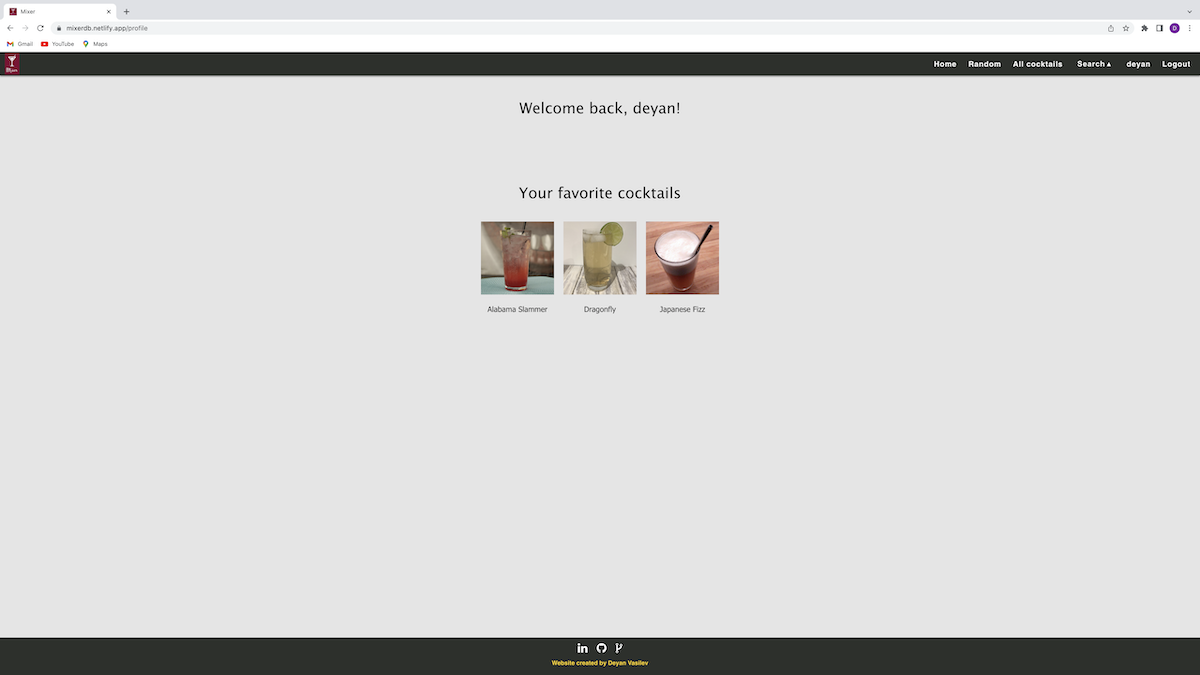 Mixer
mixerdb.netlify.app/profile
D
Gmail YouTube Maps
Home Random All cocktails Search ▴ deyan Logout
Welcome back, deyan!
Your favorite cocktails
Alabama Slammer Dragonfly Japanese Fizz
in
Website created by Deyan Vasilev